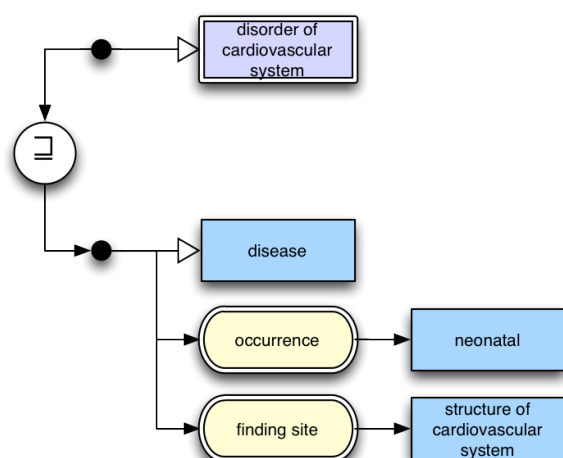 disorder of
cardiovascular
system
⊒
disease
occurrence
neonatal
finding site
structure of
cardiovascular
system